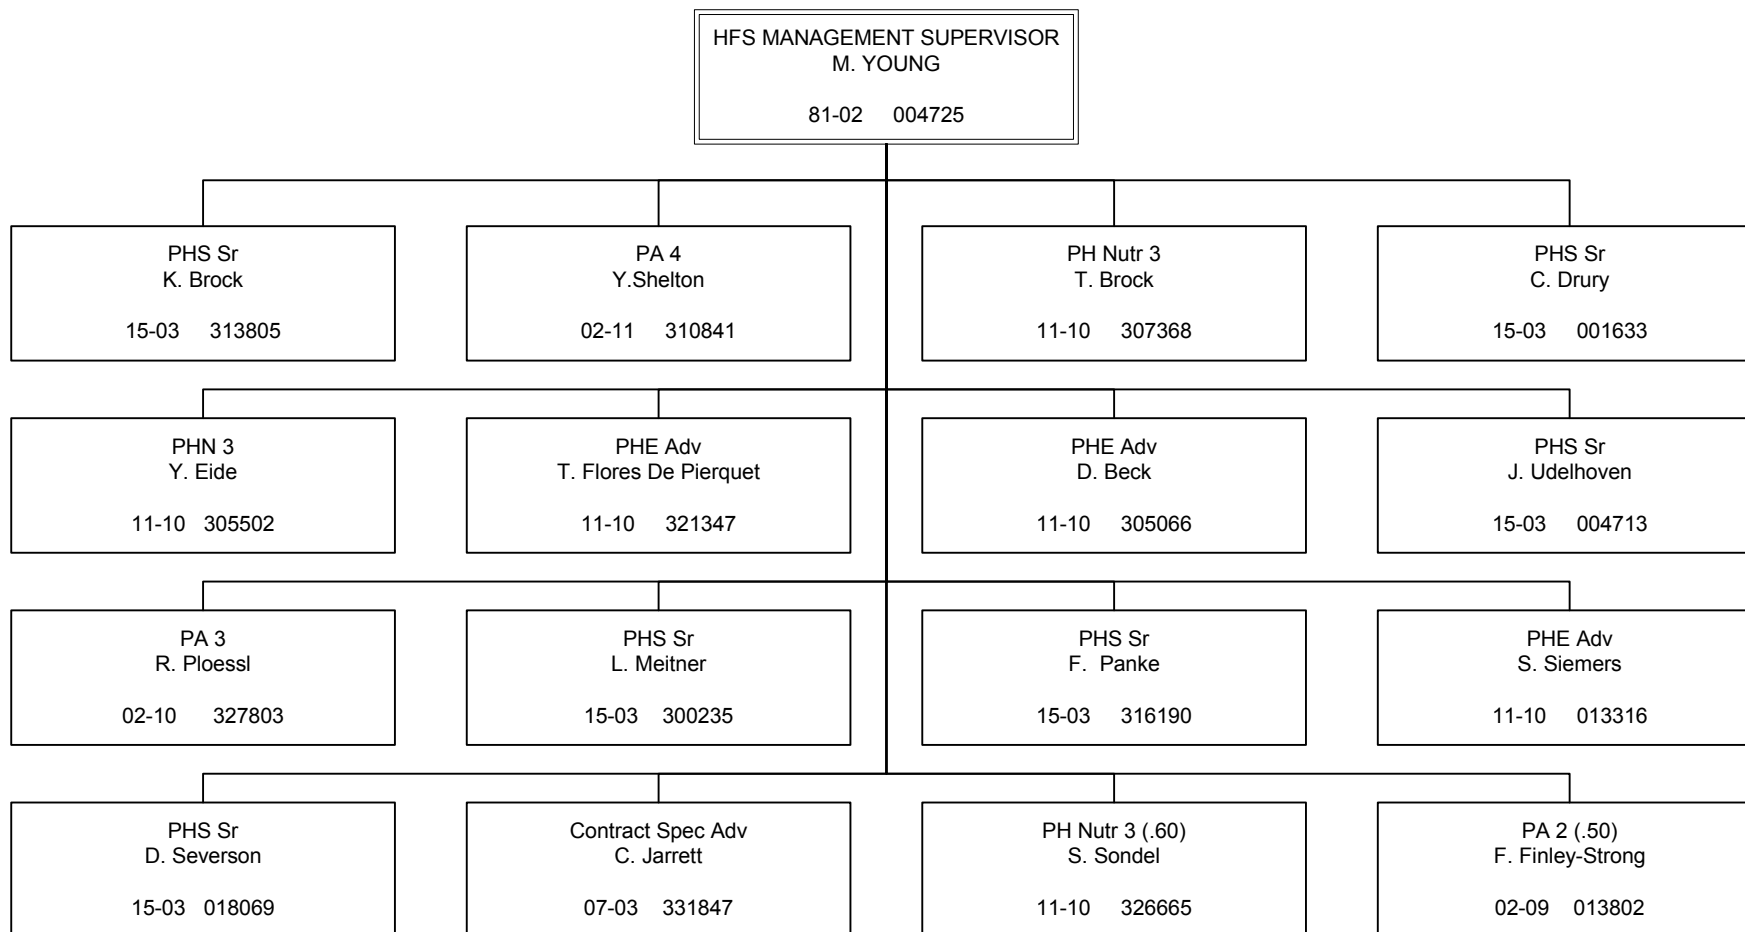 HFS MANAGEMENT SUPERVISOR
M. YOUNG
81-02 004725
PHS Sr
K. Brock
15-03 313805
PA 4
Y.Shelton
02-11 310841
PH Nutr 3
T. Brock
11-10 307368
PHS Sr
C. Drury
15-03 001633
PHN 3
Y. Eide
11-10 305502
PHE Adv
T. Flores De Pierquet
11-10 321347
PHE Adv
D. Beck
11-10 305066
PHS Sr
J. Udelhoven
15-03 004713
PA 3
R. Ploessl
02-10 327803
PHS Sr
L. Meitner
15-03 300235
PHS Sr
F. Panke
15-03 316190
PHE Adv
S. Siemers
11-10 013316
PHS Sr
D. Severson
15-03 018069
Contract Spec Adv
C. Jarrett
07-03 331847
PH Nutr 3 (.60)
S. Sondel
11-10 326665
PA 2 (.50)
F. Finley-Strong
02-09 013802